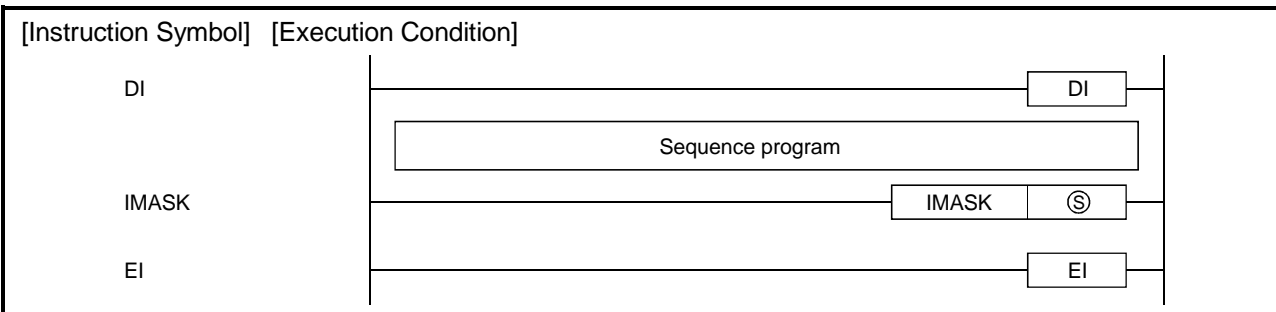 [Instruction Symbol] [Execution Condition]
DI DI
Sequence program
IMASK IMASK Ⓢ
EI EI